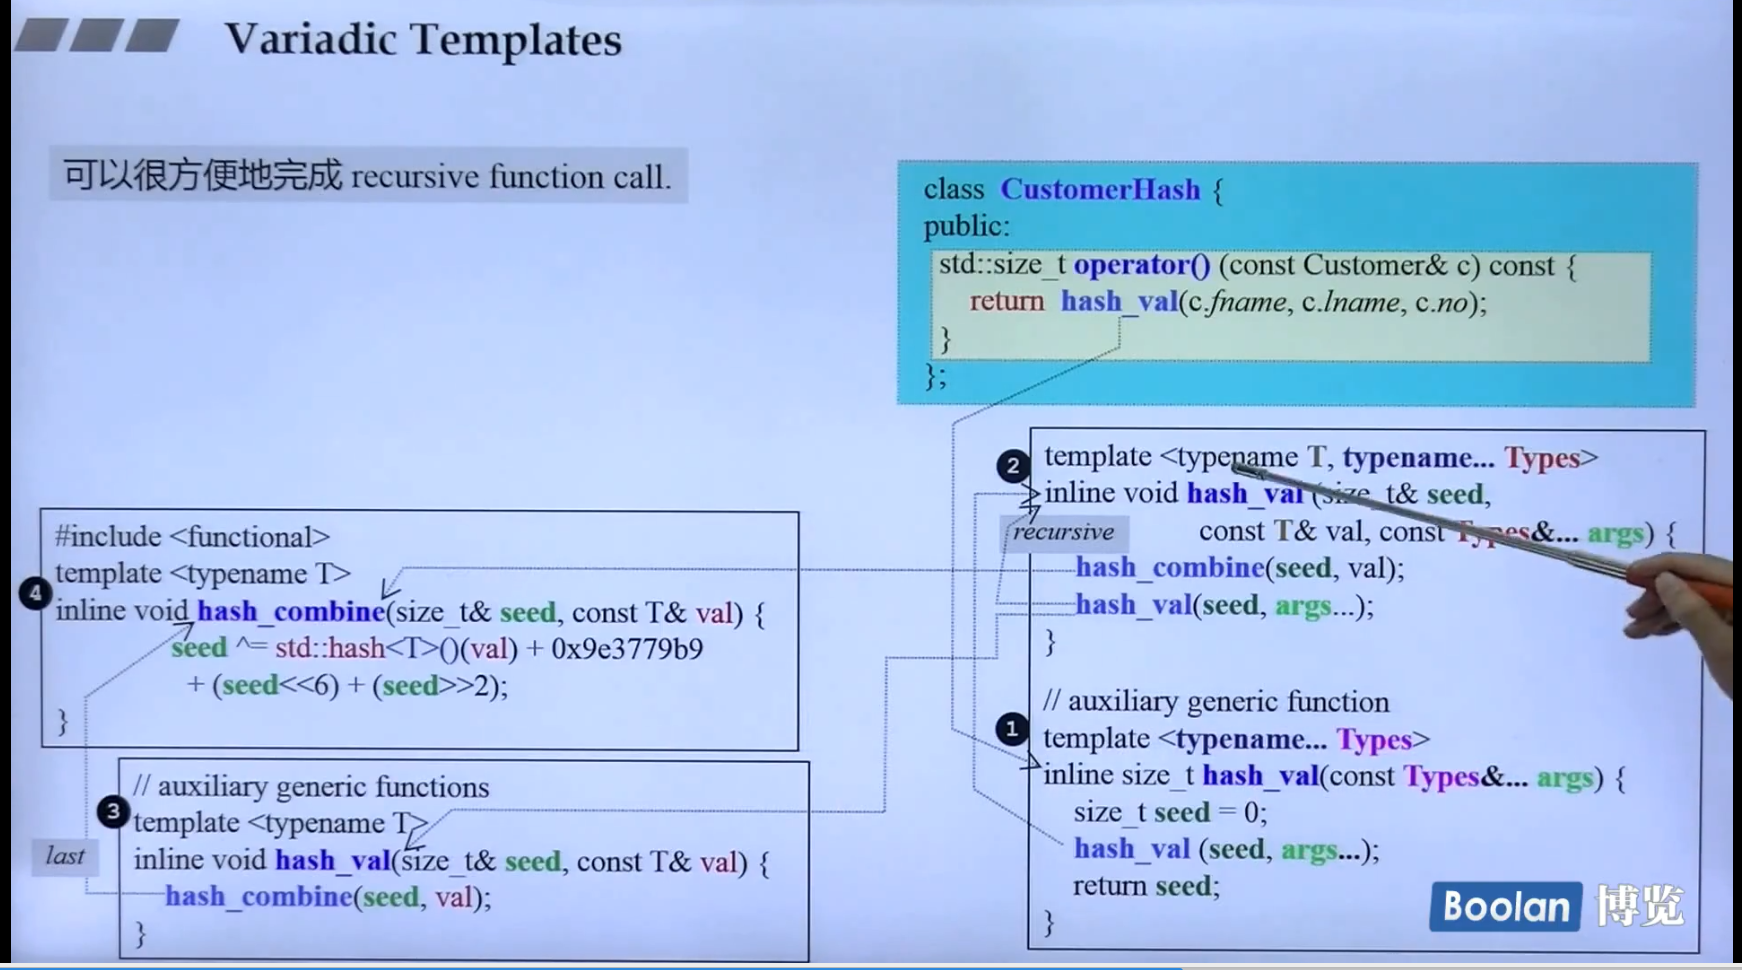 Variadic Templates
可以很方便地完成 recursive function call.
class CustomerHash {
public:
std::size_t operator() (const Customer& c) const {
return hash_val(c.fname, c.lname, c.no);
}
};
2
template <typename T, typename... Types>
inline void hash_val (size_t& seed,
recursive
const T& val, const Types&... args) {
hash_combine(seed, val);
hash_val(seed, args...);
}
// auxiliary generic function
1
template <typename... Types>
inline size_t hash_val(const Types&... args) {
size_t seed = 0;
hash_val (seed, args...);
return seed;
}
#include <functional>
template <typename T>
4
inline void hash_combine(size_t& seed, const T& val) {
seed ^= std::hash<T>()(val) + 0x9e3779b9
+ (seed<<6) + (seed>>2);
}
// auxiliary generic functions
3
template <typename T>
last
inline void hash_val(size_t& seed, const T& val) {
hash_combine(seed, val);
}
Boolan 博览